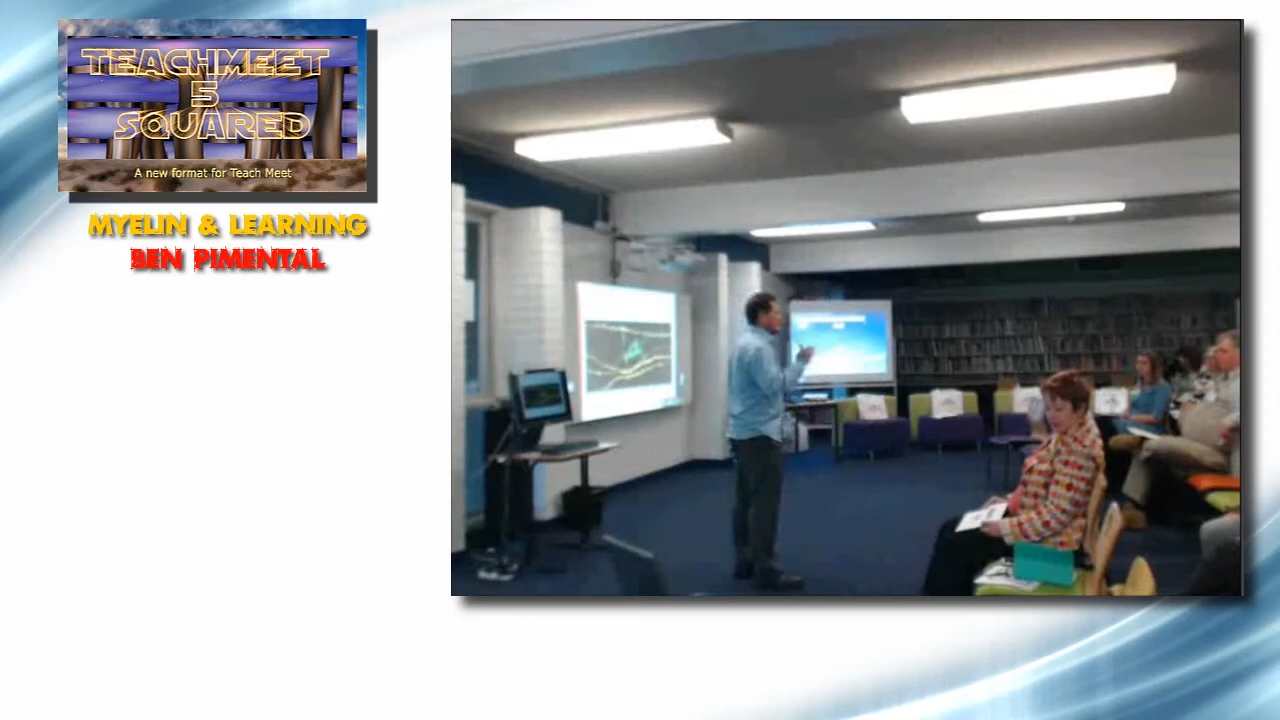 TEACHMEET
5
SQUARED
A new format for Teach Meet
MYELIN & LEARNING
BEN PIMENTAL